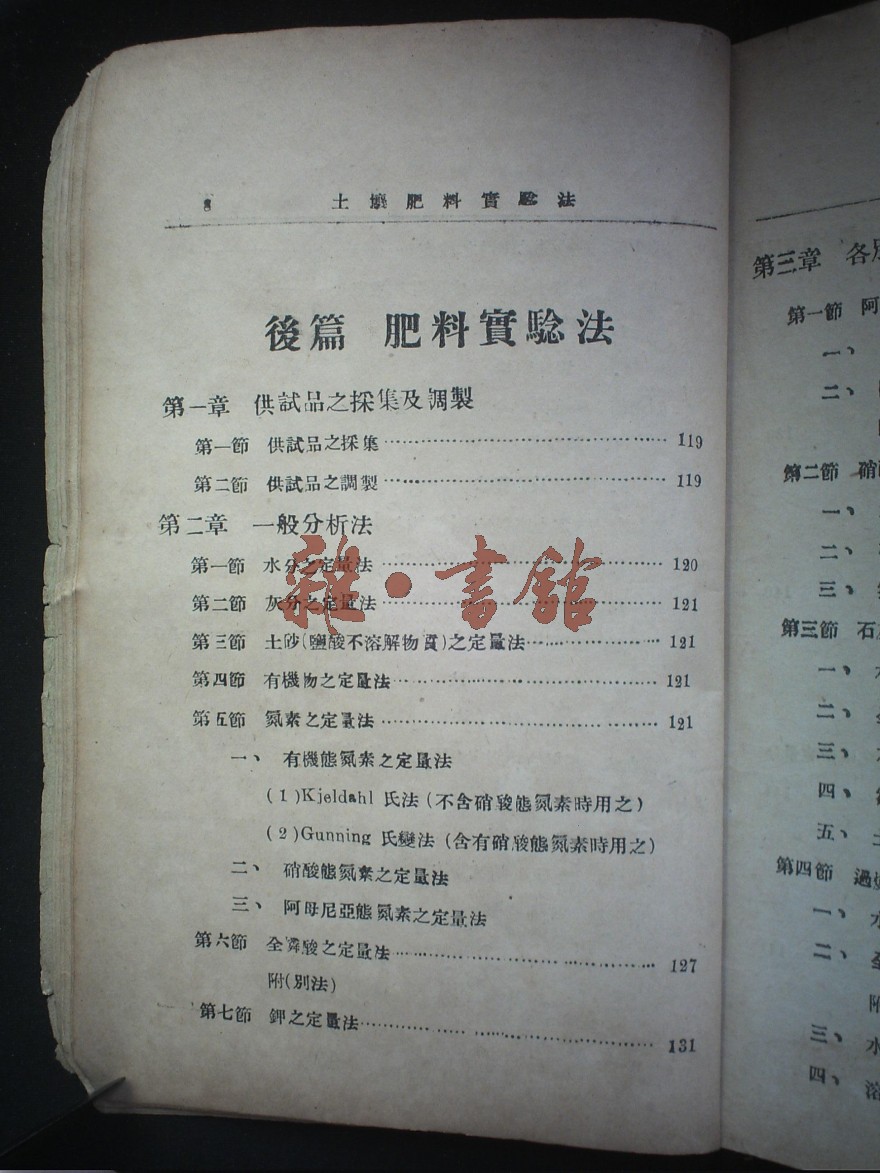 8 土壤肥料實驗法
後篇 肥料實驗法
第一章 供試品之採集及調製
第一節 供試品之採集 119
第二節 供試品之調製 119
第二章 一般分析法
第一節 水分之定量法 120
第二節 灰分之定量法 121
第三節 土砂(鹽酸不溶解物質)之定量法 121
第四節 有機物之定量法 121
第五節 氮素之定量法 121
一、有機態氮素之定量法
(1)Kjeldahl 氏法(不含硝酸態氮素時用之)
(2)Gunning 氏變法(含有硝酸態氮素時用之)
二、硝酸態氮素之定量法
三、阿母尼亞態氮素之定量法
第六節 全燐酸之定量法 127
附(別法)
第七節 鉀之定量法 131
雜·書館
第三章 各
第一節 阿
一、
二、
第二節 硝
一、
二、
三、
第三節 石
一、
二、
三、
四、
五、
第四節 過
一、水
二、
附
三、水
四、溶